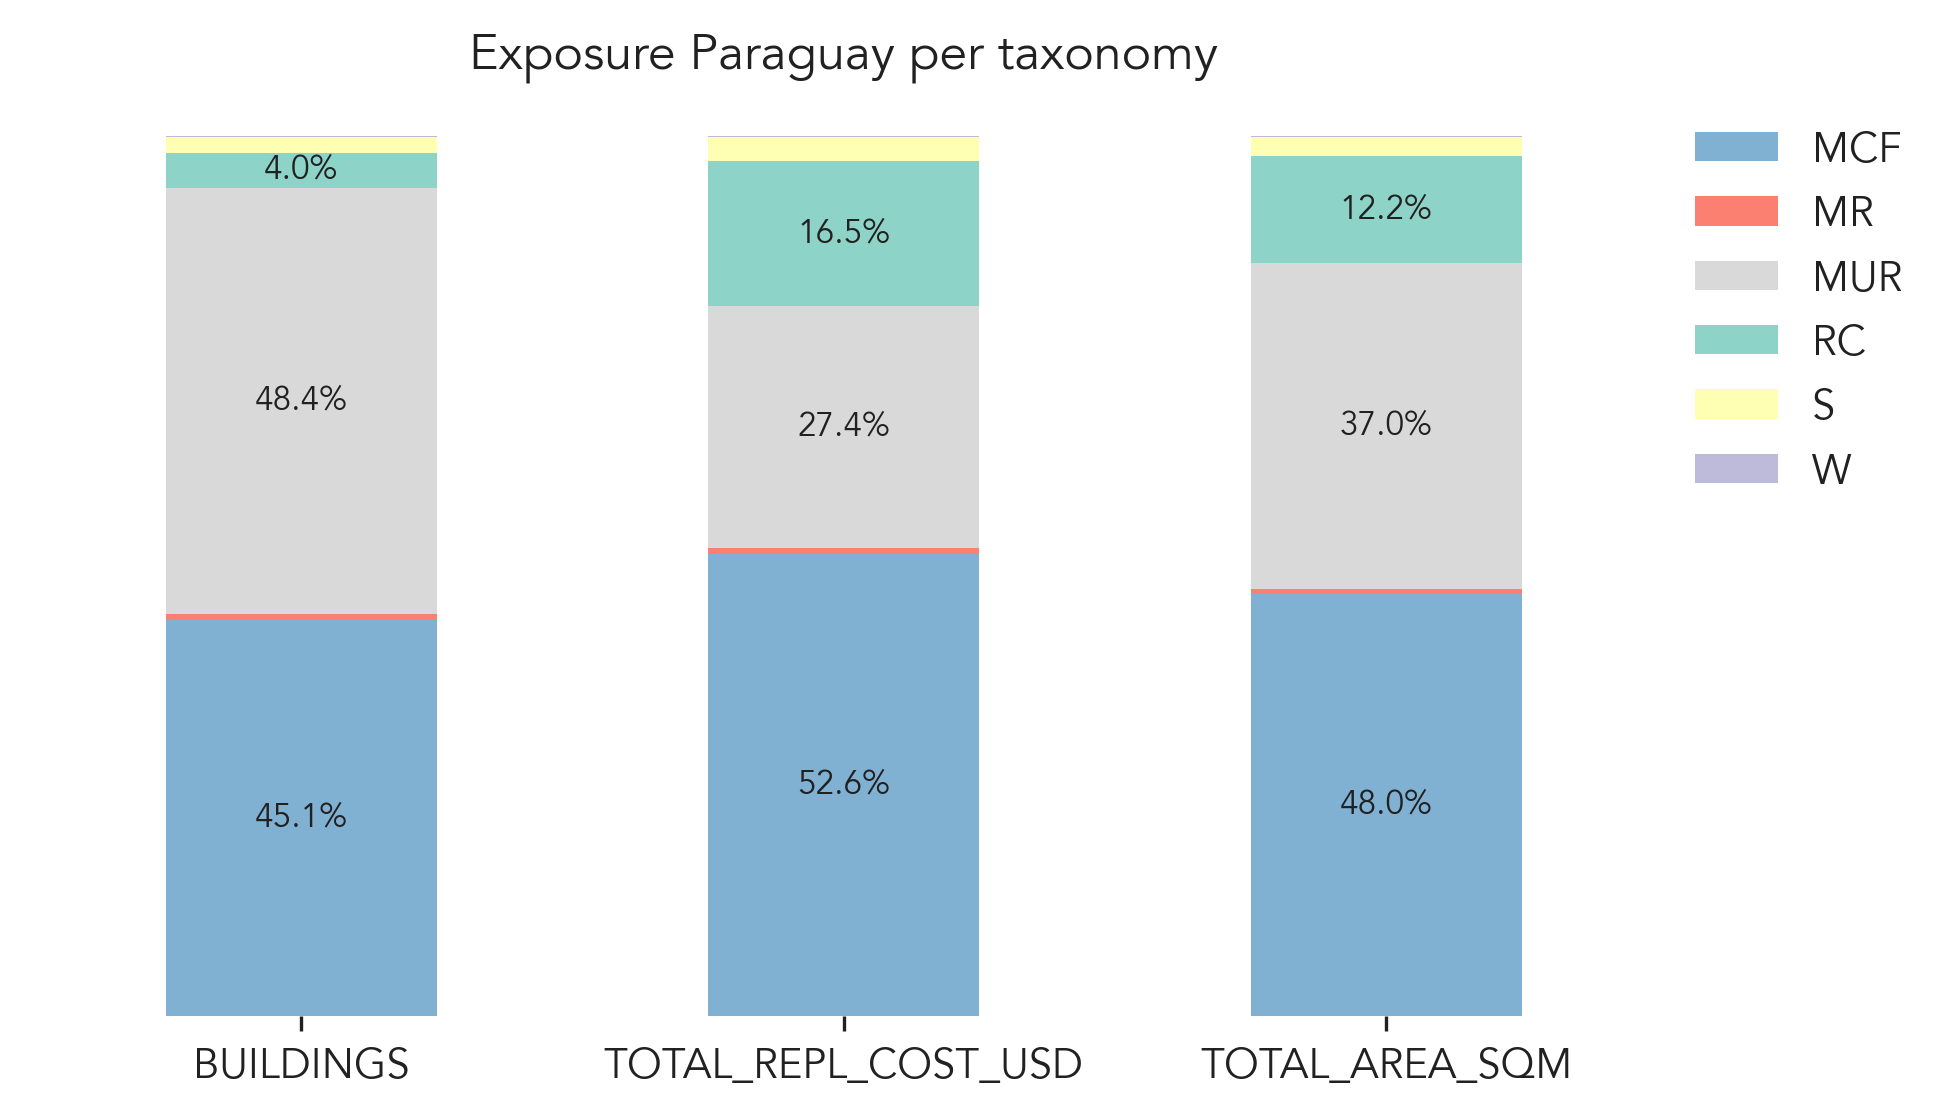 Exposure Paraguay per taxonomy
4.0%
48.4%
45.1%
16.5%
27.4%
52.6%
12.2%
37.0%
48.0%
BUILDINGS
TOTAL_REPL_COST_USD
TOTAL_AREA_SQM
MCF
MR
MUR
RC
S
W